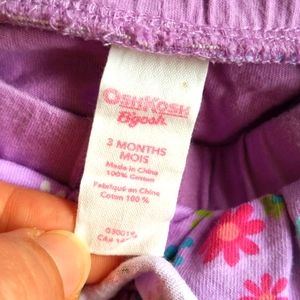 OshKosh
B'gosh
3 MONTHS
MOIS
Made in China
100% Cotton
Fabriqué en Chine
Coton 100 %